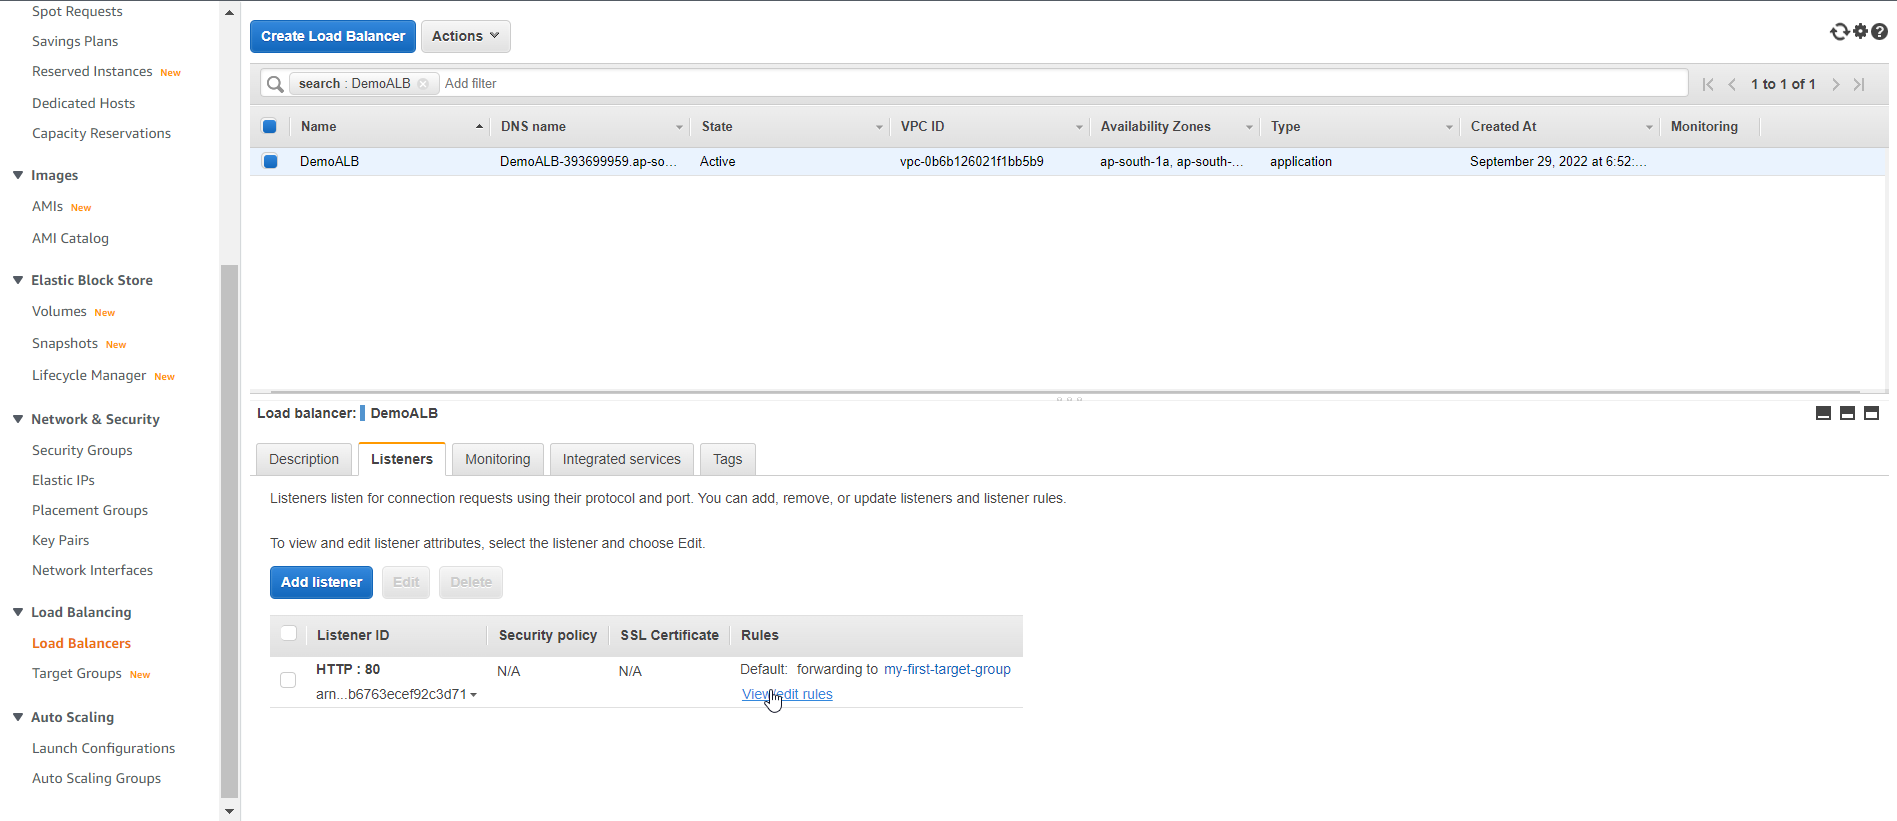 Spot Requests
Savings Plans
Reserved Instances New
Dedicated Hosts
Capacity Reservations
Images
AMIs New
AMI Catalog
Elastic Block Store
Volumes New
Snapshots New
Lifecycle Manager New
Network & Security
Security Groups
Elastic IPs
Placement Groups
Key Pairs
Network Interfaces
Load Balancing
Load Balancers
Target Groups New
Auto Scaling
Launch Configurations
Auto Scaling Groups
Create Load Balancer Actions
search : DemoALB Add filter 1 to 1 of 1
Name DNS name State VPC ID Availability Zones Type Created At Monitoring
DemoALB DemoALB-393699959.ap-so... Active vpc-0b6b126021f1bb5b9 ap-south-1a, ap-south-... application September 29, 2022 at 6:52:...
Load balancer: DemoALB
Description Listeners Monitoring Integrated services Tags
Listeners listen for connection requests using their protocol and port. You can add, remove, or update listeners and listener rules.
To view and edit listener attributes, select the listener and choose Edit.
Add listener Edit Delete
Listener ID Security policy SSL Certificate Rules
HTTP : 80 N/A N/A Default: forwarding to my-first-target-group
arn...b6763ecef92c3d71 View/edit rules